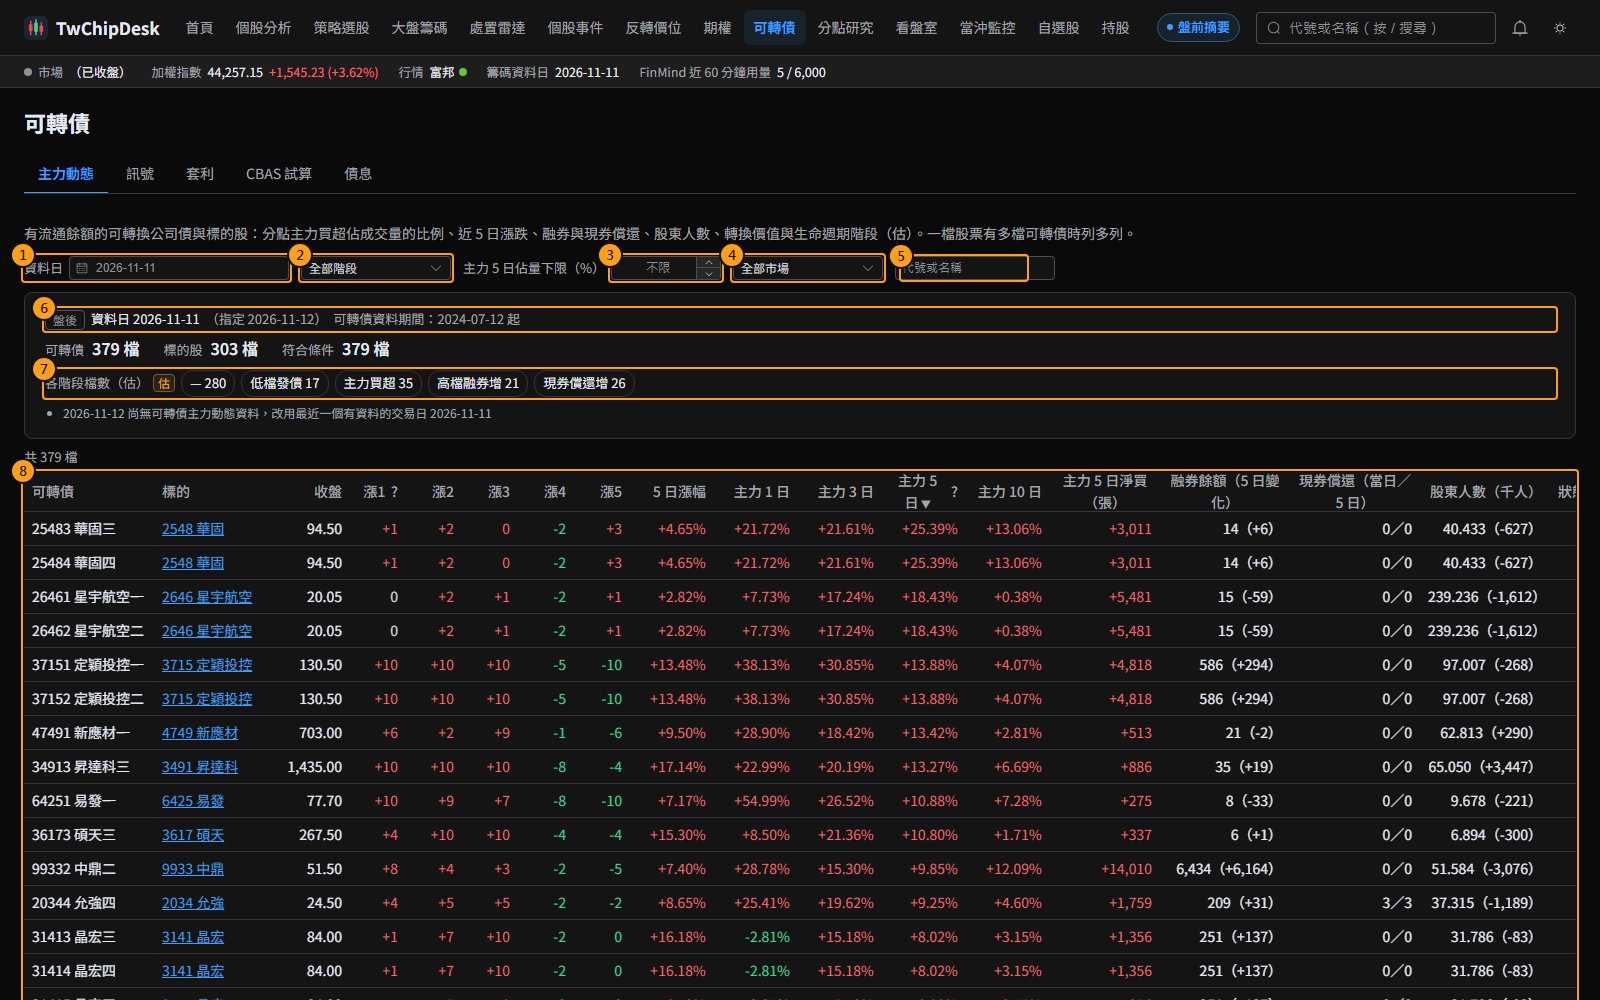 TwChipDesk 首頁 個股分析 策略選股 大盤籌碼 處置雷達 個股事件 反轉價位 期權 可轉債 分點研究 看盤室 當沖監控 自選股 持股 盤前摘要 代號或名稱（按 / 搜尋）
市場 （已收盤） 加權指數 44,257.15 +1,545.23 (+3.62%) 行情 富邦 籌碼資料日 2026-11-11 FinMind 近 60 分鐘用量 5 / 6,000
可轉債
主力動態 訊號 套利 CBAS 試算 債息
有流通餘額的可轉換公司債與標的股：分點主力買超佔成交量的比例、近 5 日漲跌、融券與現券償還、股東人數、轉換價值與生命週期階段（估）。一檔股票有多檔可轉債時列多列。
1 2 3 4 5
資料日 2026-11-11 全部階段 主力 5 日佔量下限（%） 不限 全部市場 代號或名稱
6
盤後 資料日 2026-11-11 （指定 2026-11-12） 可轉債資料期間：2024-07-12 起
可轉債 379 檔 標的股 303 檔 符合條件 379 檔
7
各階段檔數（估） 估 — 280 低檔發債 17 主力買超 35 高檔融券增 21 現券償還增 26
2026-11-12 尚無可轉債主力動態資料，改用最近一個有資料的交易日 2026-11-11
共 379 檔
8
可轉債 標的 收盤 漲1 ? 漲2 漲3 漲4 漲5 5 日漲幅 主力 1 日 主力 3 日 主力 5 日▼ ? 主力 10 日 主力 5 日淨買（張） 融券餘額（5 日變化） 現券償還（當日／5 日） 股東人數（千人）
25483 華固三 2548 華固 94.50 +1 +2 0 -2 +3 +4.65% +21.72% +21.61% +25.39% +13.06% +3,011 14（+6） 0／0 40.433（-627）
25484 華固四 2548 華固 94.50 +1 +2 0 -2 +3 +4.65% +21.72% +21.61% +25.39% +13.06% +3,011 14（+6） 0／0 40.433（-627）
26461 星宇航空一 2646 星宇航空 20.05 0 +2 +1 -2 +1 +2.82% +7.73% +17.24% +18.43% +0.38% +5,481 15（-59） 0／0 239.236（-1,612）
26462 星宇航空二 2646 星宇航空 20.05 0 +2 +1 -2 +1 +2.82% +7.73% +17.24% +18.43% +0.38% +5,481 15（-59） 0／0 239.236（-1,612）
37151 定穎投控一 3715 定穎投控 130.50 +10 +10 +10 -5 -10 +13.48% +38.13% +30.85% +13.88% +4.07% +4,818 586（+294） 0／0 97.007（-268）
37152 定穎投控二 3715 定穎投控 130.50 +10 +10 +10 -5 -10 +13.48% +38.13% +30.85% +13.88% +4.07% +4,818 586（+294） 0／0 97.007（-268）
47491 新應材一 4749 新應材 703.00 +6 +2 +9 -1 -6 +9.50% +28.90% +18.42% +13.42% +2.81% +513 21（-2） 0／0 62.813（+290）
34913 昇達科三 3491 昇達科 1,435.00 +10 +10 +10 -8 -4 +17.14% +22.99% +20.19% +13.27% +6.69% +886 35（+19） 0／0 65.050（+3,447）
64251 易發一 6425 易發 77.70 +10 +9 +7 -8 -10 +7.17% +54.99% +26.52% +10.88% +7.28% +275 8（-33） 0／0 9.678（-221）
36173 碩天三 3617 碩天 267.50 +4 +10 +10 -4 -4 +15.30% +8.50% +21.36% +10.80% +1.71% +337 6（+1） 0／0 6.894（-300）
99332 中鼎二 9933 中鼎 51.50 +8 +4 +3 -2 -5 +7.40% +28.78% +15.30% +9.85% +12.09% +14,010 6,434（+6,164） 0／0 51.584（-3,076）
20344 允強四 2034 允強 24.50 +4 +5 +5 -2 -2 +8.65% +25.41% +19.62% +9.25% +4.60% +1,759 209（+31） 3／3 37.315（-1,189）
31413 晶宏三 3141 晶宏 84.00 +1 +7 +10 -2 0 +16.18% -2.81% +15.18% +8.02% +3.15% +1,356 251（+137） 0／0 31.786（-83）
31414 晶宏四 3141 晶宏 84.00 +1 +7 +10 -2 0 +16.18% -2.81% +15.18% +8.02% +3.15% +1,356 251（+137） 0／0 31.786（-83）